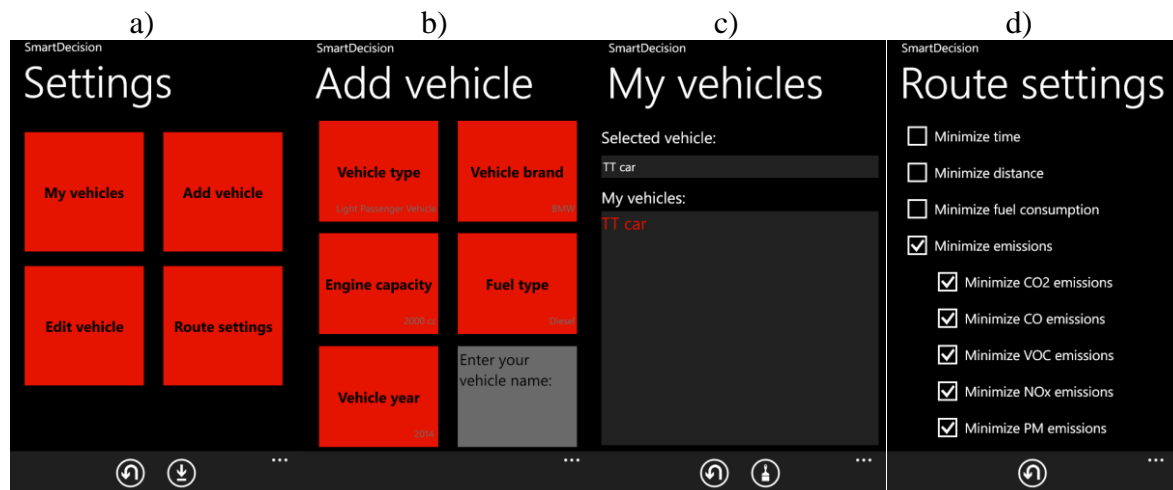 a)
SmartDecision
Settings
My vehicles
Add vehicle
Edit vehicle
Route settings
...
b)
SmartDecision
Add vehicle
Vehicle type
Light Passenger Vehicle
Vehicle brand
BMW
Engine capacity
2000 cc
Fuel type
Diesel
Vehicle year
2014
Enter your
vehicle name:
...
c)
SmartDecision
My vehicles
Selected vehicle:
TT car
My vehicles:
TT car
...
d)
SmartDecision
Route settings
Minimize time
Minimize distance
Minimize fuel consumption
Minimize emissions
Minimize CO2 emissions
Minimize CO emissions
Minimize VOC emissions
Minimize NOx emissions
Minimize PM emissions
...